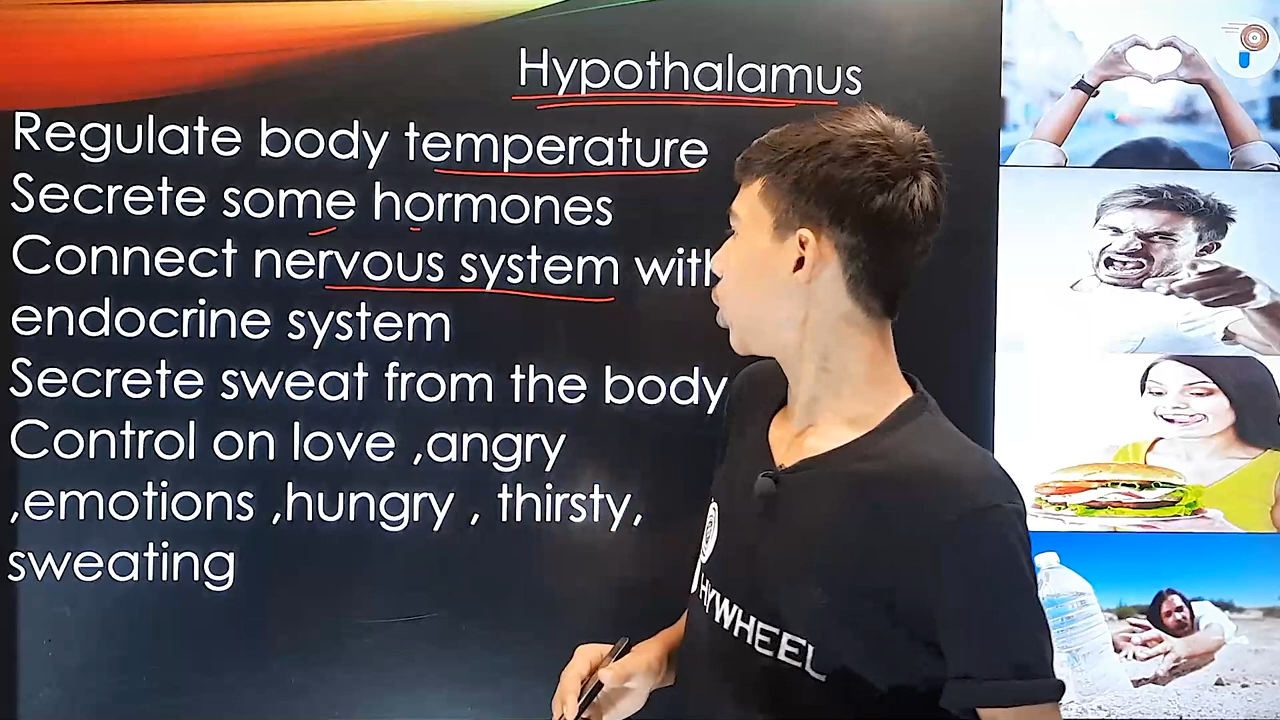 Hypothalamus
Regulate body temperature
Secrete some hormones
Connect nervous system with
endocrine system
Secrete sweat from the body
Control on love ,angry
,emotions ,hungry , thirsty,
sweating
HYWHEEL